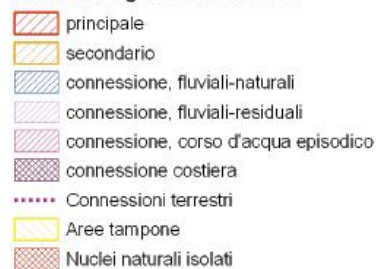 principale
secondario
connessione, fluviali-naturali
connessione, fluviali-residuali
connessione, corso d'acqua episodico
connessione costiera
Connessioni terrestri
Aree tampone
Nuclei naturali isolati